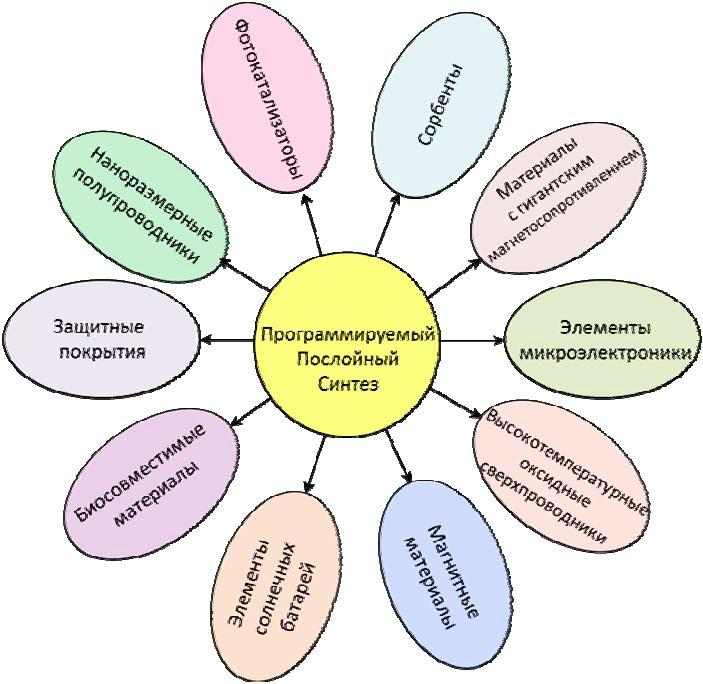 Программируемый
Послойный
Синтез
Фотокатализаторы
Сорбенты
Материалы
с гигантским
магнетосопротивлением
Элементы
микроэлектроники
Высокотемпературные
оксидные
сверхпроводники
Магнитные
материалы
Элементы
солнечных
батарей
Биосовместимые
материалы
Защитные
покрытия
Наноразмерные
полупроводники